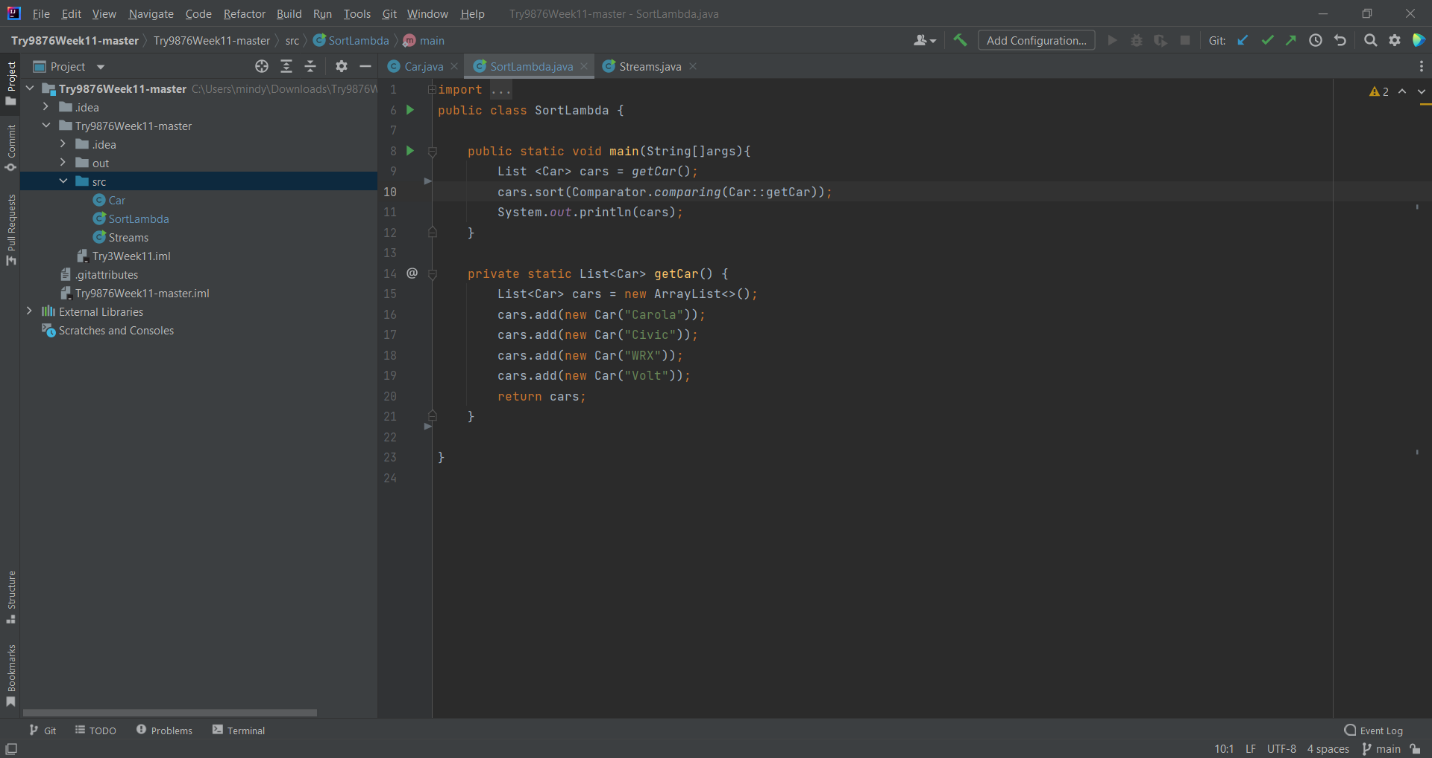 File Edit View Navigate Code Refactor Build Run Tools Git Window Help Try9876Week11-master - SortLambda.java
Try9876Week11-master Try9876Week11-master src SortLambda main Add Configuration... Git:
Project
Car.java SortLambda.java Streams.java
Project
Commit
Pull Requests
Structure
Bookmarks
Try9876Week11-master C:\Users\mindy\Downloads\Try9876W
.idea
Try9876Week11-master
.idea
out
src
Car
SortLambda
Streams
Try3Week11.iml
.gitattributes
Try9876Week11-master.iml
External Libraries
Scratches and Consoles
2
1 import ...
6 public class SortLambda {
7
8 public static void main(String[]args){
9 List <Car> cars = getCar();
10 cars.sort(Comparator.comparing(Car::getCar));
11 System.out.println(cars);
12 }
13
14 @ private static List<Car> getCar() {
15 List<Car> cars = new ArrayList<>();
16 cars.add(new Car("Carola"));
17 cars.add(new Car("Civic"));
18 cars.add(new Car("WRX"));
19 cars.add(new Car("Volt"));
20 return cars;
21 }
22
23 }
24
Git TODO Problems Terminal Event Log
10:1 LF UTF-8 4 spaces main